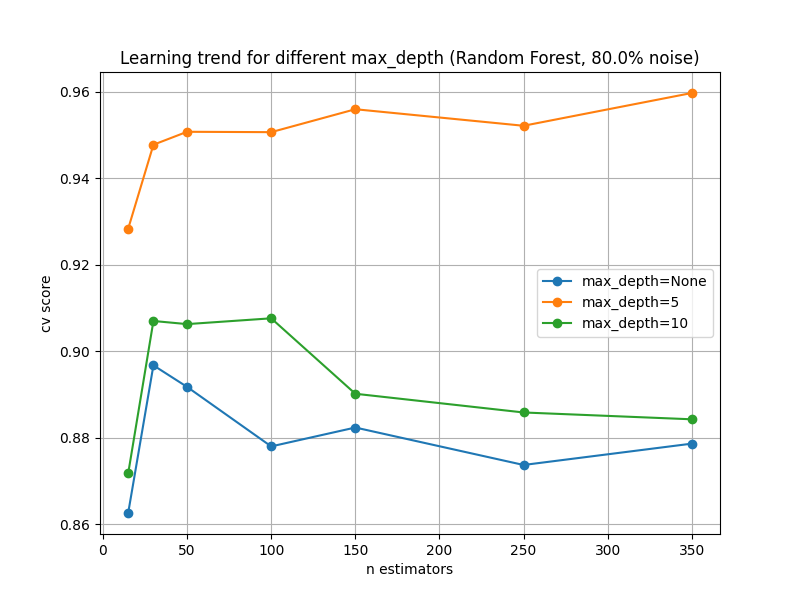 Learning trend for different max_depth (Random Forest, 80.0% noise)
0.96
0.94
0.92
0.90
0.88
0.86
cv score
max_depth=None
max_depth=5
max_depth=10
0 50 100 150 200 250 300 350
n estimators